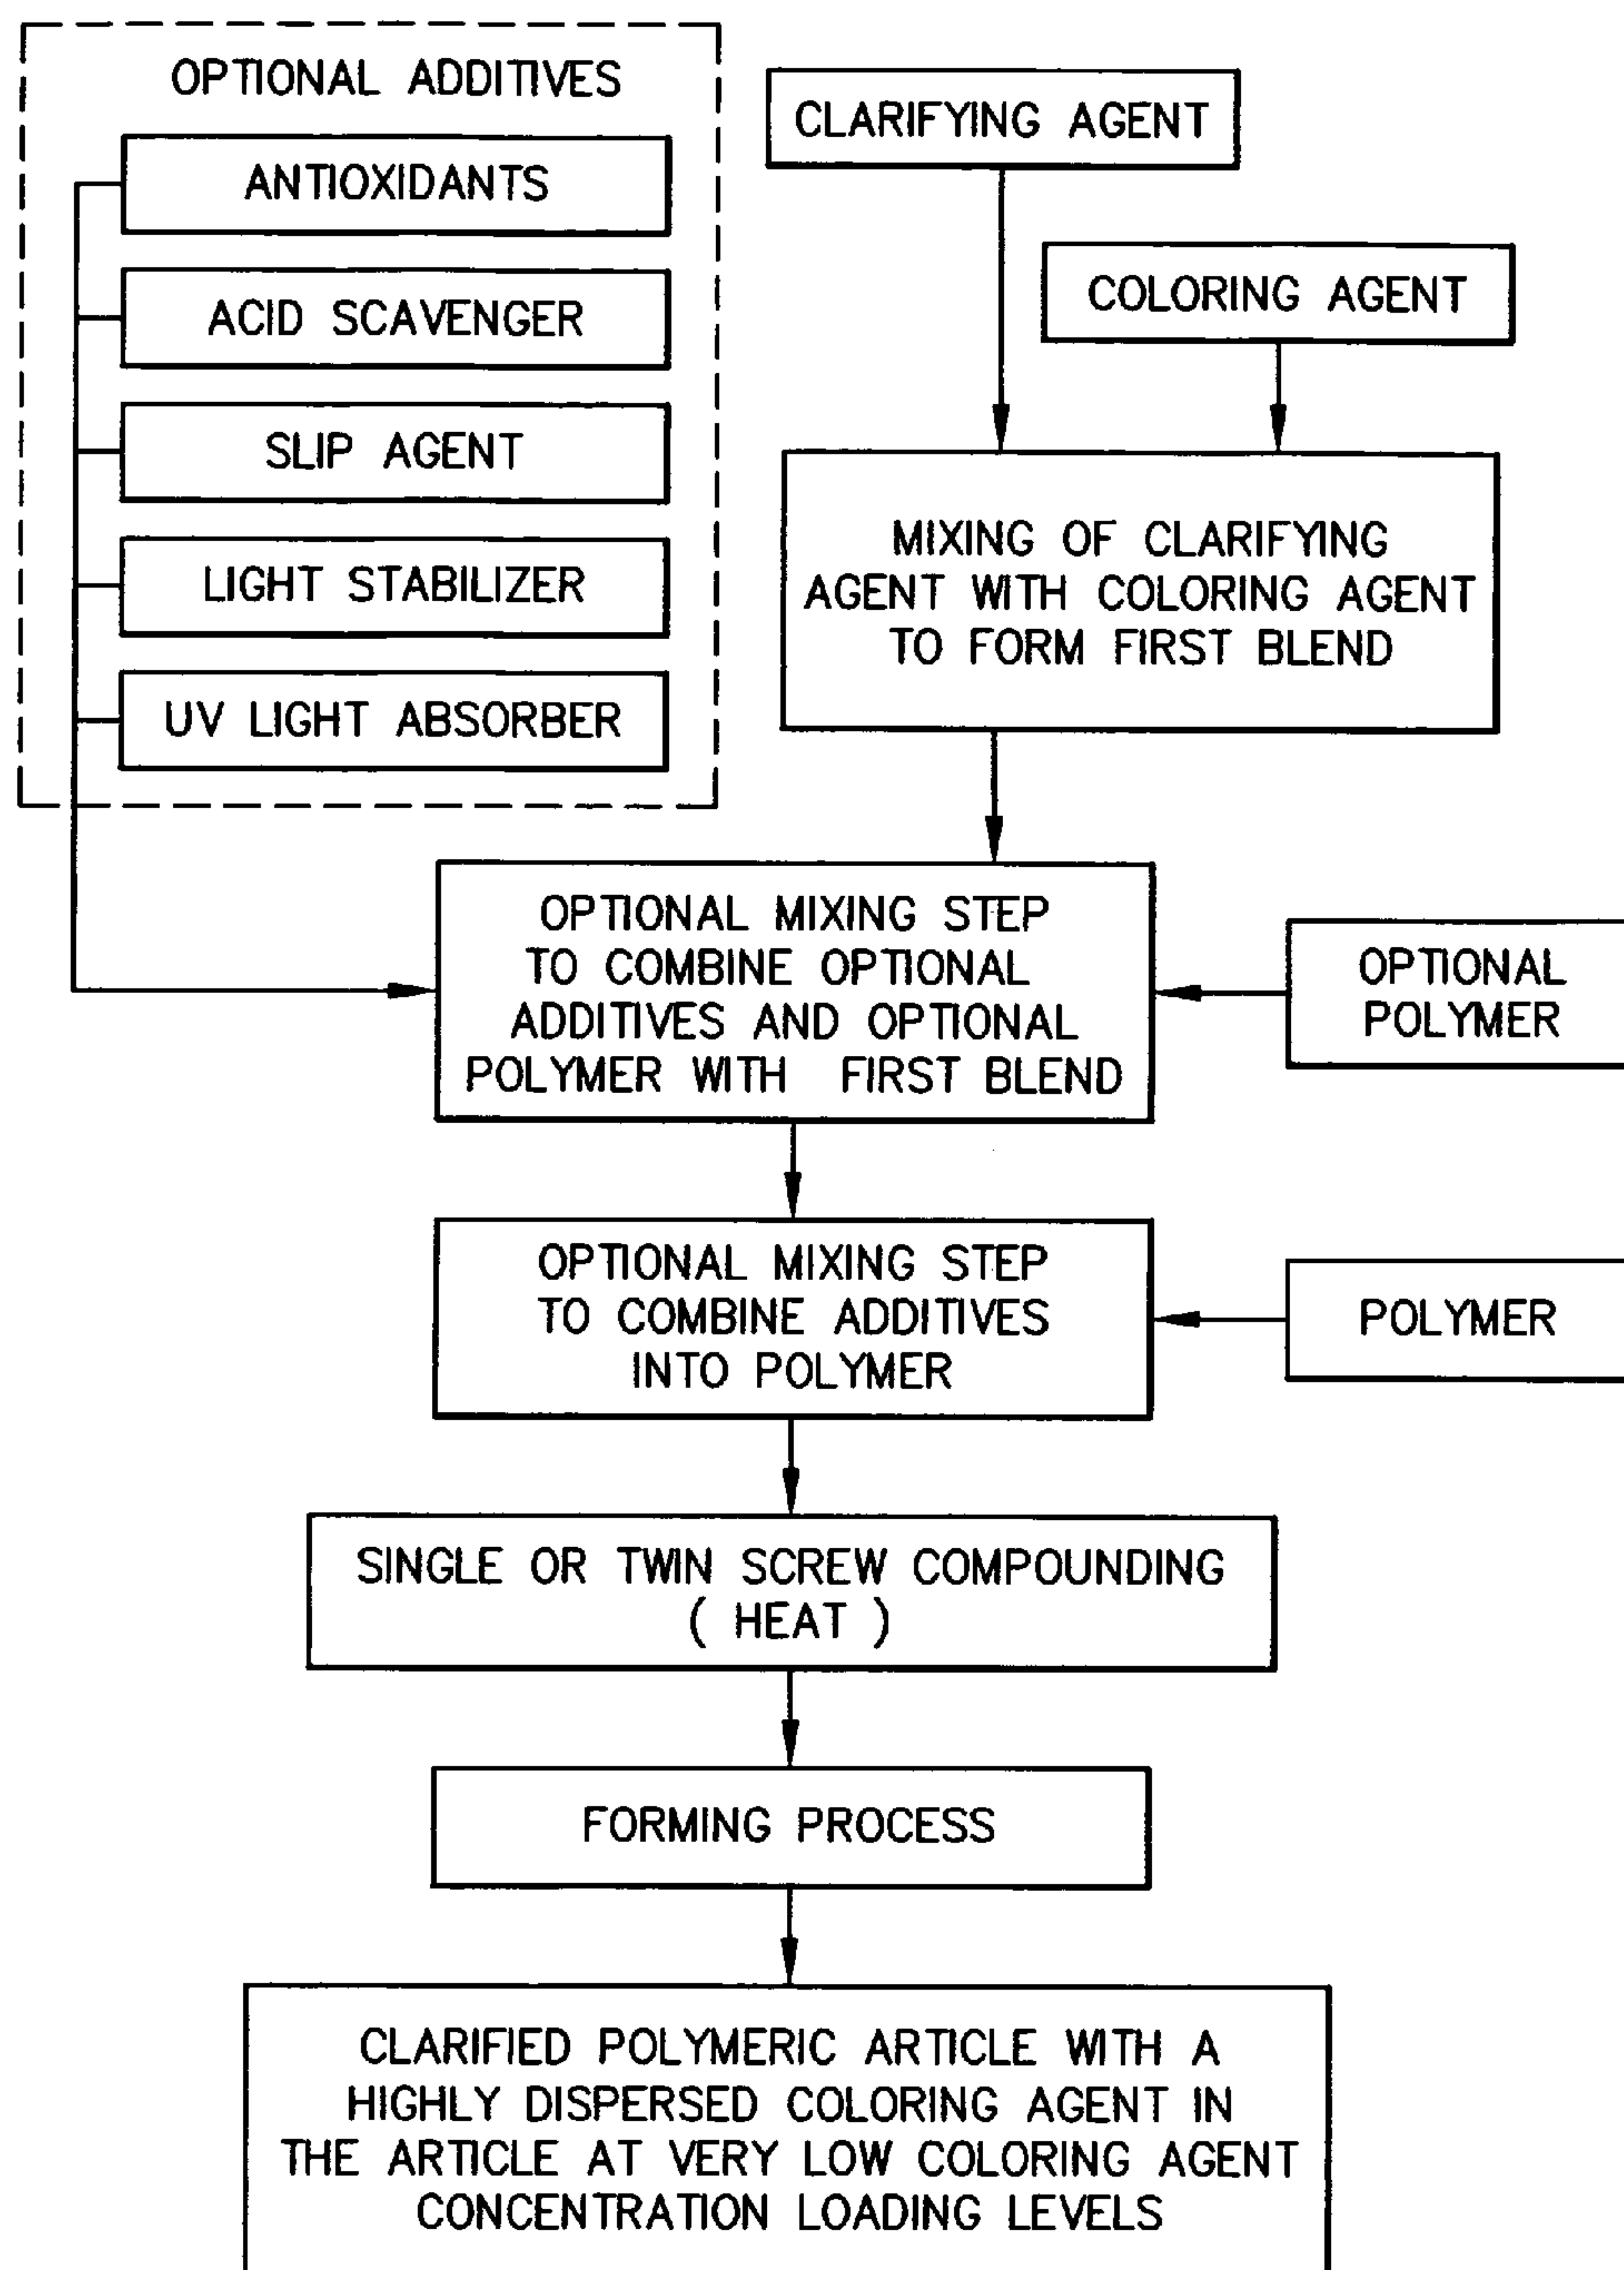 OPTIONAL ADDITIVES
ANTIOXIDANTS
ACID SCAVENGER
SLIP AGENT
LIGHT STABILIZER
UV LIGHT ABSORBER
CLARIFYING AGENT
COLORING AGENT
MIXING OF CLARIFYING
AGENT WITH COLORING AGENT
TO FORM FIRST BLEND
OPTIONAL MIXING STEP
TO COMBINE OPTIONAL
ADDITIVES AND OPTIONAL
POLYMER WITH FIRST BLEND
OPTIONAL
POLYMER
OPTIONAL MIXING STEP
TO COMBINE ADDITIVES
INTO POLYMER
POLYMER
SINGLE OR TWIN SCREW COMPOUNDING
( HEAT )
FORMING PROCESS
CLARIFIED POLYMERIC ARTICLE WITH A
HIGHLY DISPERSED COLORING AGENT IN
THE ARTICLE AT VERY LOW COLORING AGENT
CONCENTRATION LOADING LEVELS